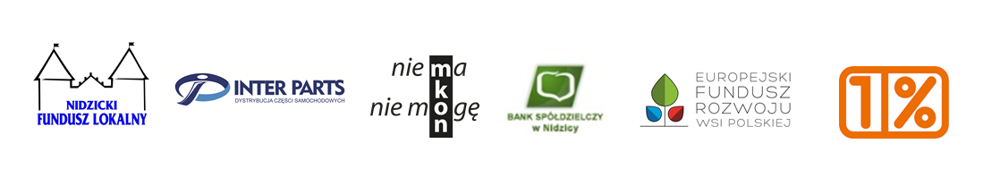 NIDZICKI
FUNDUSZ LOKALNY
INTER PARTS
DYSTRYBUCJA CZĘŚCI SAMOCHODOWYCH
nie ma
mkon
nie mogę
BANK SPÓŁDZIELCZY
w Nidzicy
EUROPEJSKI
FUNDUSZ
ROZWOJU
WSI POLSKIEJ
1%